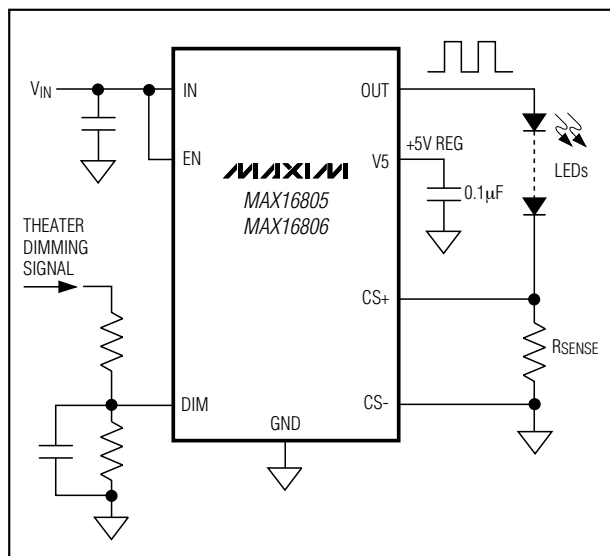 VIN
IN
OUT
EN
V5
+5V REG
0.1µF
LEDs
MAXIM
MAX16805
MAX16806
THEATER
DIMMING
SIGNAL
CS+
RSENSE
DIM
CS-
GND